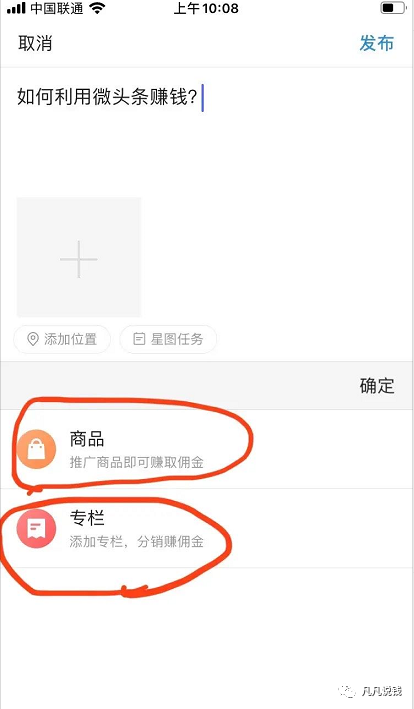 中国联通
上午10:08
取消
发布
如何利用微头条赚钱?
添加位置
星图任务
确定
商品
推广商品即可赚取佣金
专栏
添加专栏，分销赚佣金
凡凡说钱